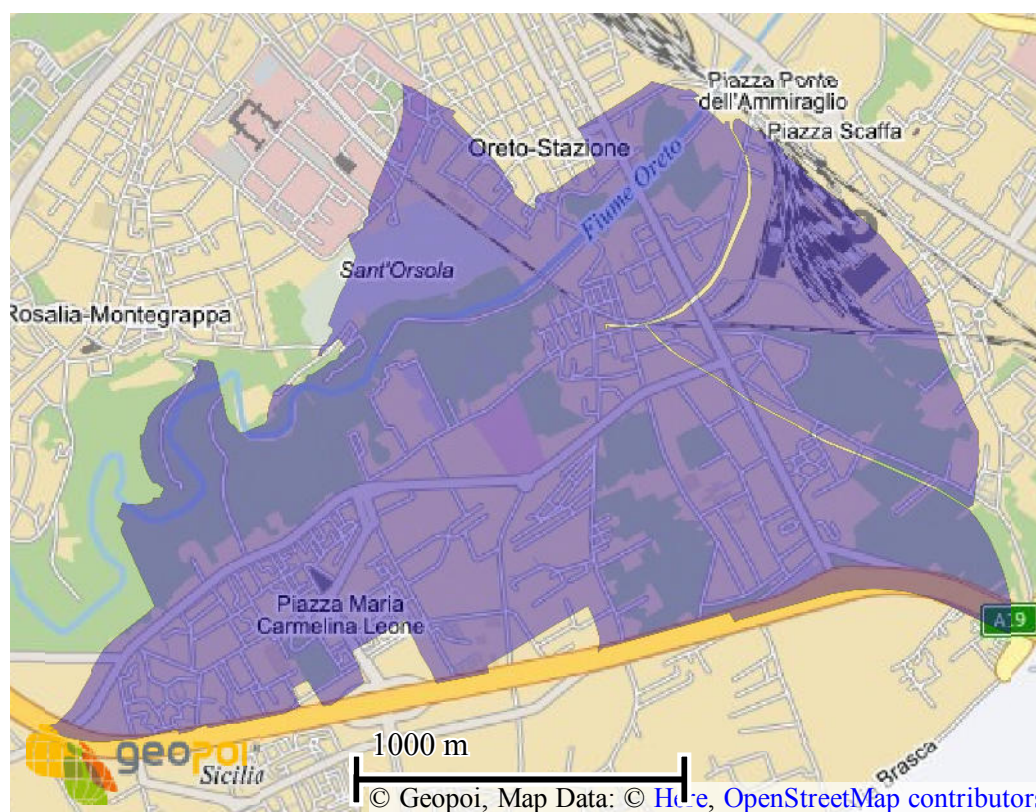 Piazza Ponte
dell'Ammiraglio
Piazza Scaffa
Oreto-Stazione
Fiume Oreto
Sant'Orsola
Rosalia-Montegrappa
Piazza Maria
Carmelina Leone
A19
geopoi
Sicilia
1000 m
Brasca
© Geopoi, Map Data: © Here, OpenStreetMap contributor